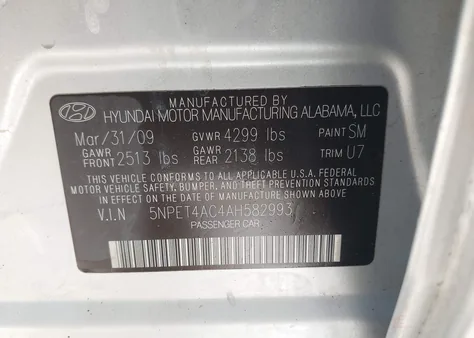 MANUFACTURED BY
HYUNDAI MOTOR MANUFACTURING ALABAMA, LLC
Mar/31/09 GVWR 4299 lbs PAINT SM
GAWR FRONT 2513 lbs GAWR REAR 2138 lbs TRIM U7
THIS VEHICLE CONFORMS TO ALL APPLICABLE U.S.A. FEDERAL
VEHICLE SAFETY, BUMPER, AND THEFT PREVENTION STANDARDS IN
EFFECT ON THE DATE OF MANUFACTURE SHOWN ABOVE
V.I.N 5NPET4AC4AH582993
PASSENGER CAR